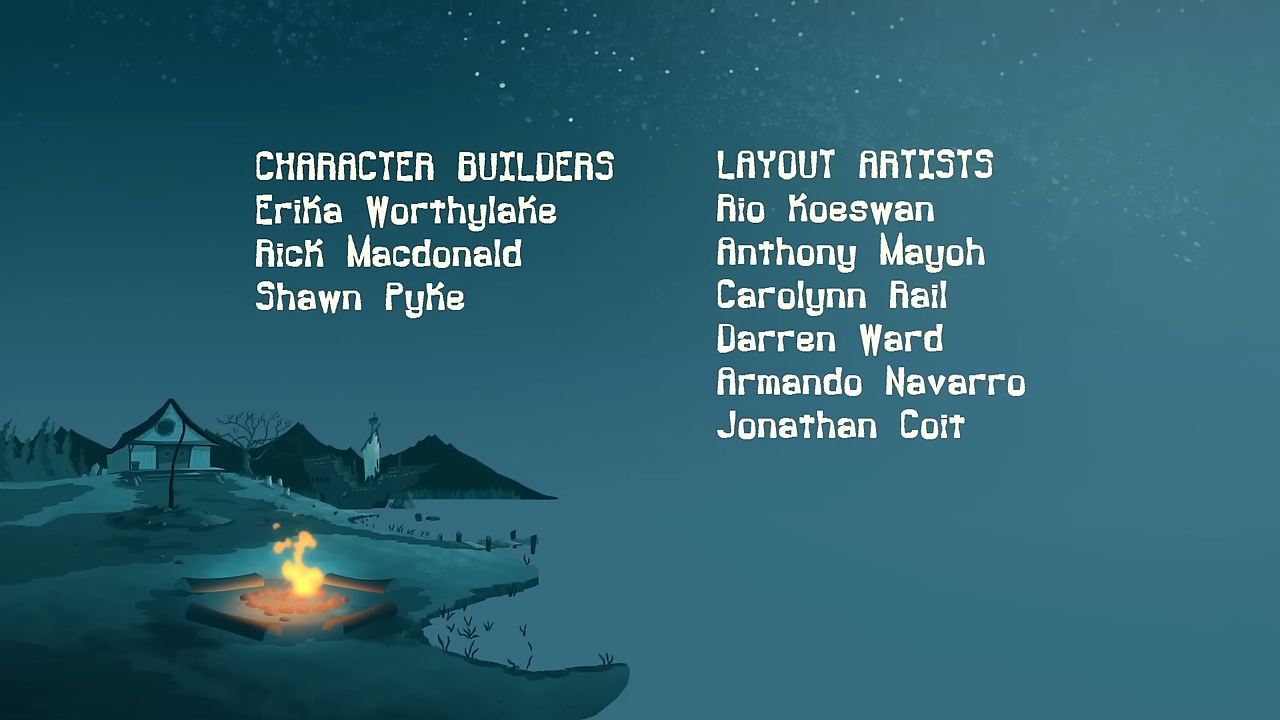 CHARACTER BUILDERS
Erika Worthylake
Rick Macdonald
Shawn Pyke
LAYOUT ARTISTS
Rio Koeswan
Anthony Mayoh
Carolynn Rail
Darren Ward
Armando Navarro
Jonathan Coit